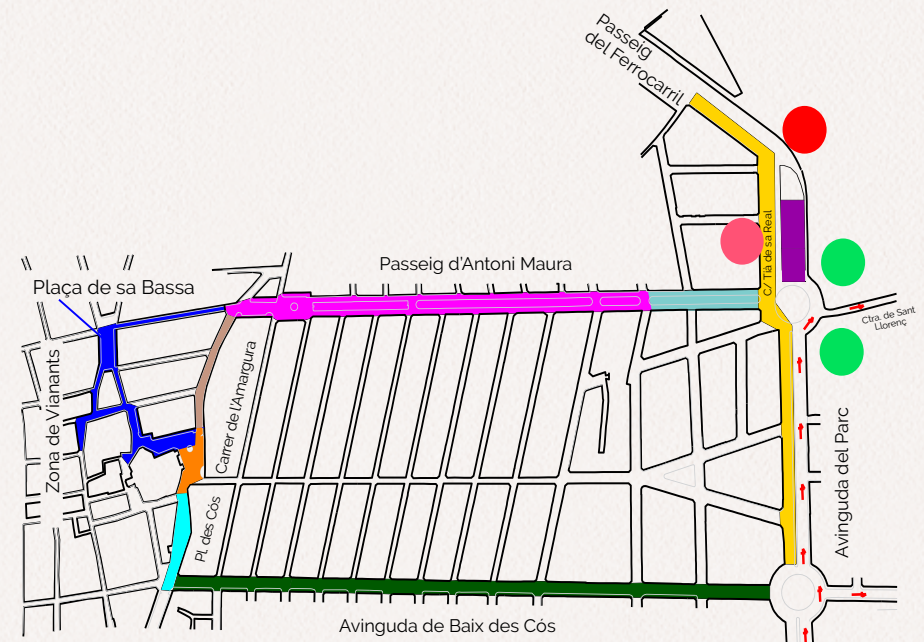 Passeig
del Ferrocarril
C/ Tià de sa Real
Passeig d'Antoni Maura
Plaça de sa Bassa
Ctra. de Sant
Llorenç
Zona de Vianants
Carrer de l'Amargura
Avinguda del Parc
Pl. des Cós
Avinguda de Baix des Cós